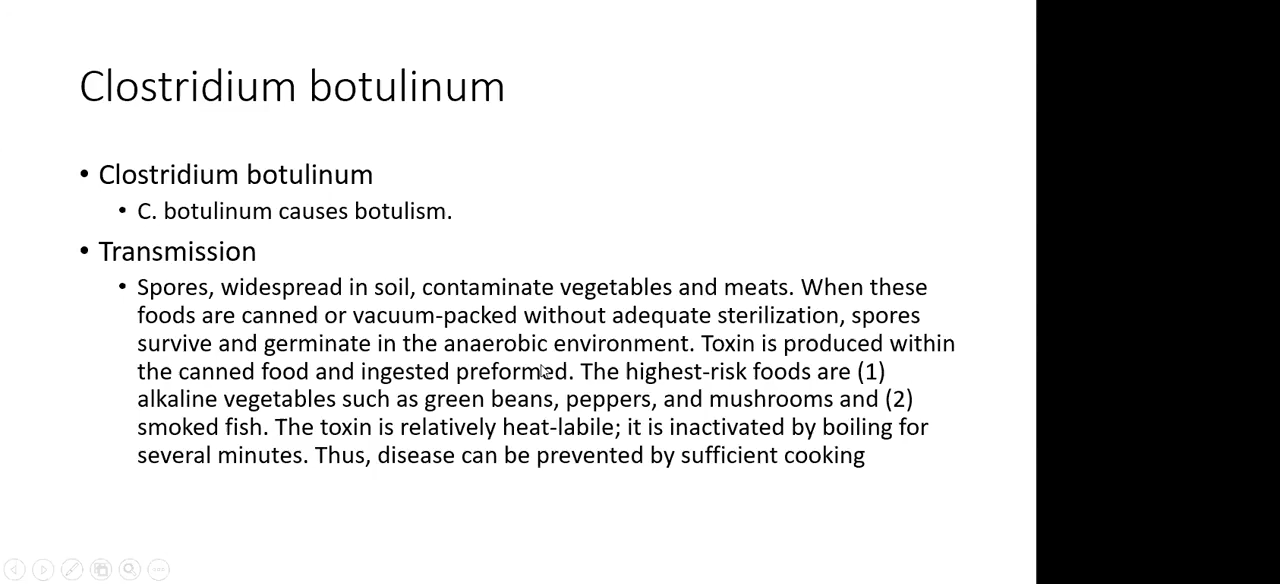 Clostridium botulinum
• Clostridium botulinum
• C. botulinum causes botulism.
• Transmission
• Spores, widespread in soil, contaminate vegetables and meats. When these
foods are canned or vacuum-packed without adequate sterilization, spores
survive and germinate in the anaerobic environment. Toxin is produced within
the canned food and ingested preformed. The highest-risk foods are (1)
alkaline vegetables such as green beans, peppers, and mushrooms and (2)
smoked fish. The toxin is relatively heat-labile; it is inactivated by boiling for
several minutes. Thus, disease can be prevented by sufficient cooking